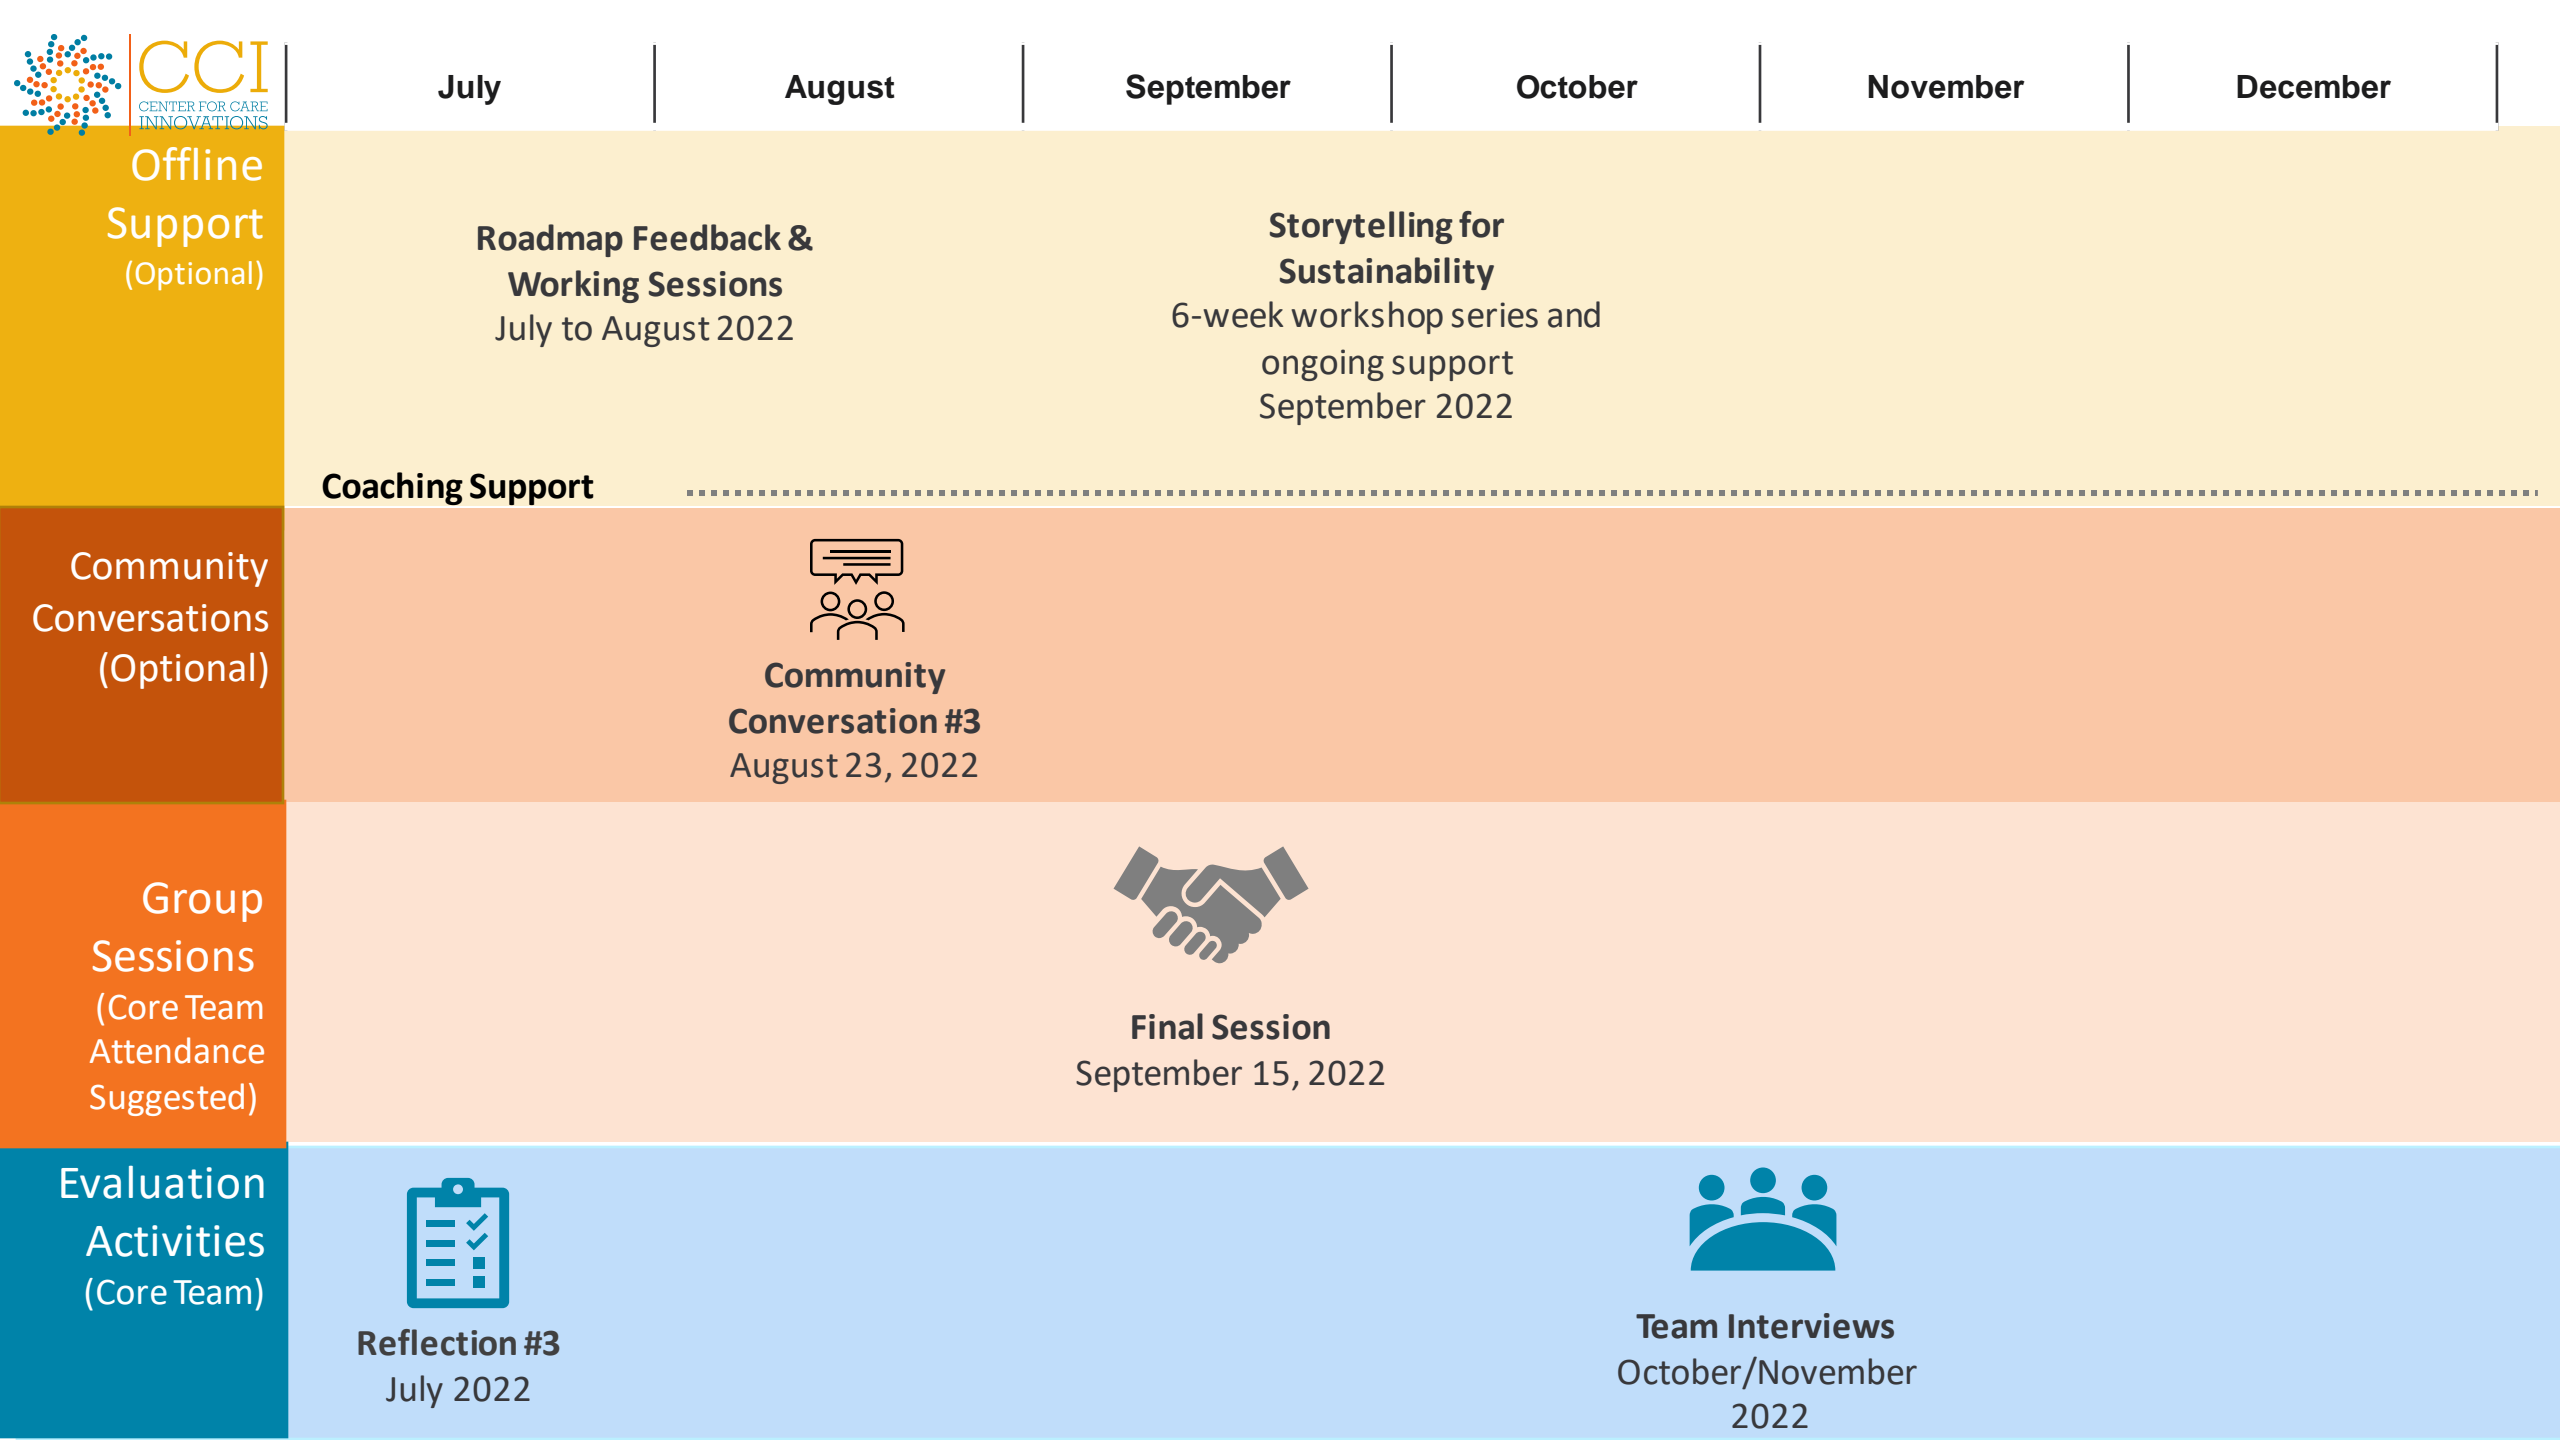 CCI
CENTER FOR CARE
INNOVATIONS
July
August
September
October
November
December
Offline
Support
(Optional)
Roadmap Feedback &
Working Sessions
July to August 2022
Storytelling for
Sustainability
6-week workshop series and
ongoing support
September 2022
Coaching Support
Community
Conversations
(Optional)
Community
Conversation #3
August 23, 2022
Group
Sessions
(Core Team
Attendance
Suggested)
Final Session
September 15, 2022
Evaluation
Activities
(Core Team)
Reflection #3
July 2022
Team Interviews
October/November
2022